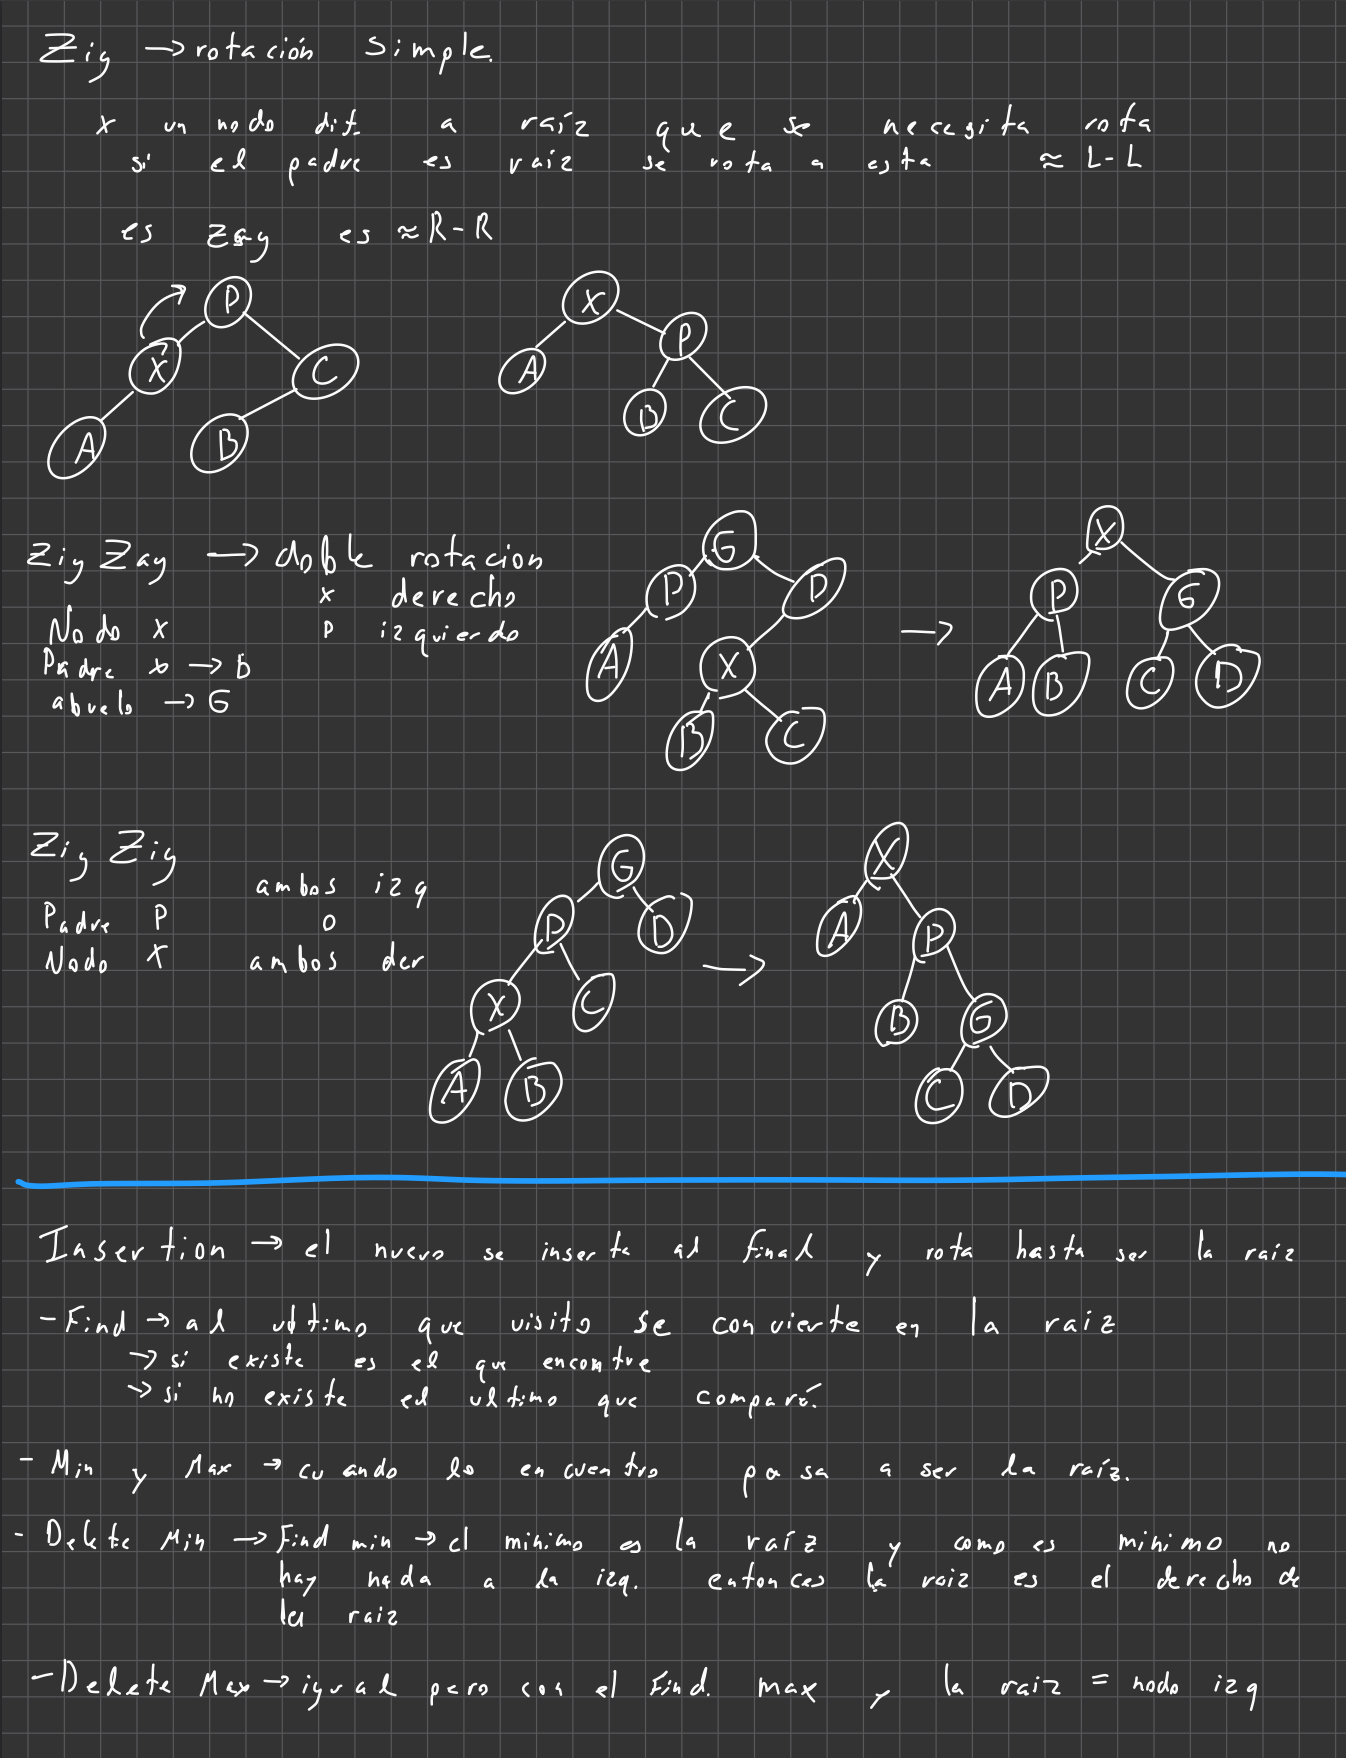 Zig → rotación simple.
x un nodo dif. a raíz que se necesita rota
si el padre es raíz se rota a esta ≈ L-L
es zag es ≈ R-R
P
X
C
A
B
X
P
A
B
C
Zig Zag → doble rotacion
x derecho
Nodo x P izquierdo
Padre x → P
abuelo → G
G
P
P
A
X
B
C
→
X
P
G
A
B
C
D
Zig Zig
ambos izq
Padre P o
Nodo X ambos der
G
P
D
X
C
A
B
→
X
A
P
B
G
C
D
Insertion → el nuevo se inserta al final y rota hasta ser la raiz
- Find → al ultimo que visito se convierte en la raiz
→ si existe es el que encontre
→ si no existe el ultimo que comparé.
- Min y Max → cuando lo encuentro pasa a ser la raíz.
- Delete Min → Find min → el minimo es la raíz y como es minimo no
hay nada a la izq. entonces la raiz es el derecho de
la raiz
- Delete Max → igual pero con el Find. max y la raiz = nodo izq